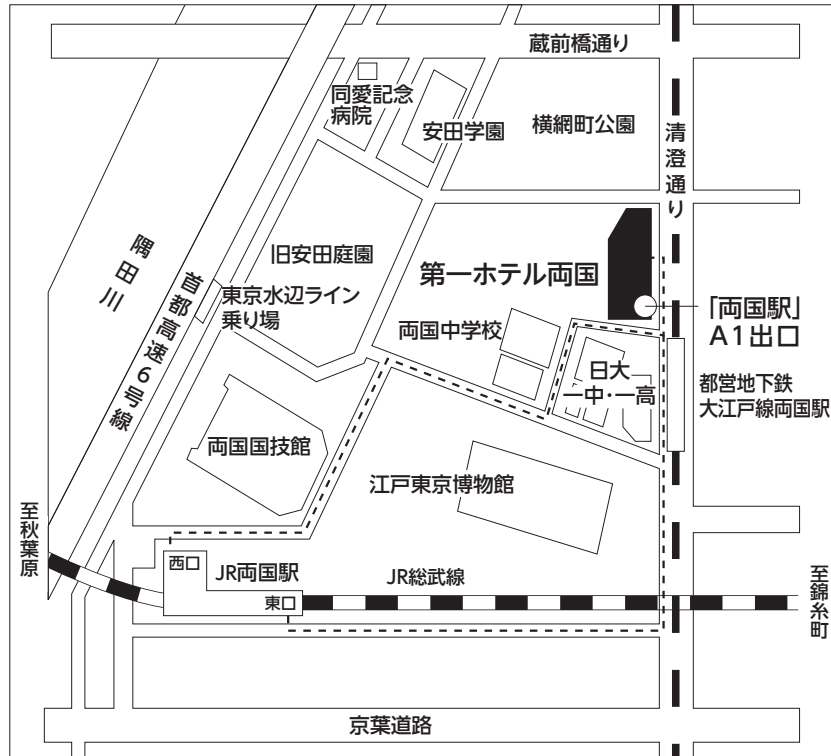 蔵前橋通り
同愛記念
病院
安田学園
横網町公園
清澄通り
隅田川
首都高速6号線
旧安田庭園
東京水辺ライン
乗り場
第一ホテル両国
「両国駅」
A1出口
両国中学校
日大
一中・一高
都営地下鉄
大江戸線両国駅
両国国技館
江戸東京博物館
至秋葉原
西口
JR両国駅
東口
JR総武線
至錦糸町
京葉道路